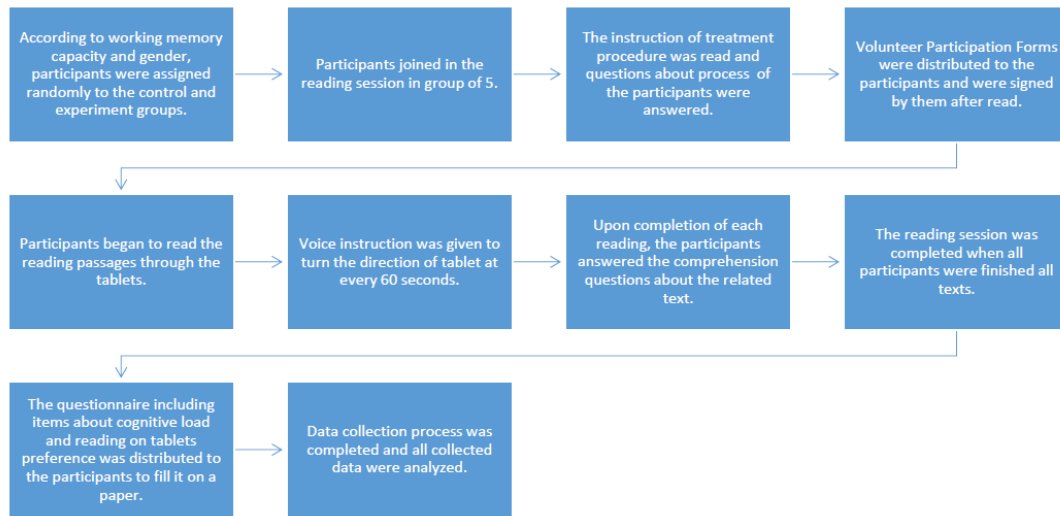 According to working memory
capacity and gender,
participants were assigned
randomly to the control and
experiment groups.
Participants joined in the
reading session in group of 5.
The instruction of treatment
procedure was read and
questions about process of
the participants were
answered.
Volunteer Participation Forms
were distributed to the
participants and were signed
by them after read.
Participants began to read the
reading passages through the
tablets.
Voice instruction was given to
turn the direction of tablet at
every 60 seconds.
Upon completion of each
reading, the participants
answered the comprehension
questions about the related
text.
The reading session was
completed when all
participants were finished all
texts.
The questionnaire including
items about cognitive load
and reading on tablets
preference was distributed to
the participants to fill it on a
paper.
Data collection process was
completed and all collected
data were analyzed.